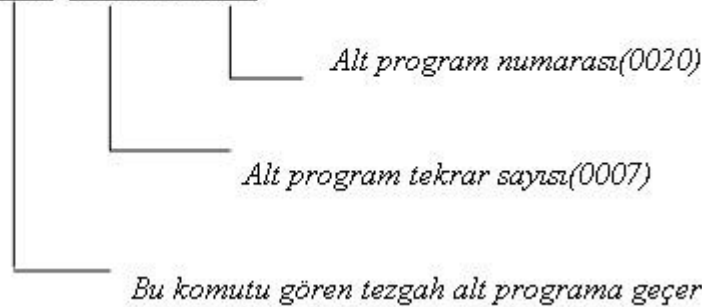 Alt program numarası(0020)
Alt program tekrar sayısı(0007)
Bu komutu gören tezgah alt programa geçer